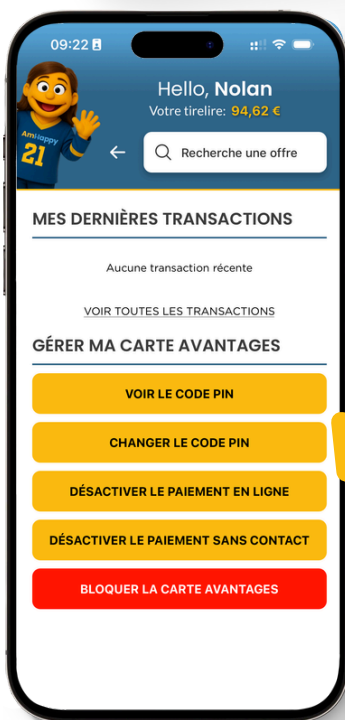 09:22
Hello, Nolan
Votre tirelire: 94,62 €
AmiHappy
21
Recherche une offre
MES DERNIÈRES TRANSACTIONS
Aucune transaction récente
VOIR TOUTES LES TRANSACTIONS
GÉRER MA CARTE AVANTAGES
VOIR LE CODE PIN
CHANGER LE CODE PIN
DÉSACTIVER LE PAIEMENT EN LIGNE
DÉSACTIVER LE PAIEMENT SANS CONTACT
BLOQUER LA CARTE AVANTAGES